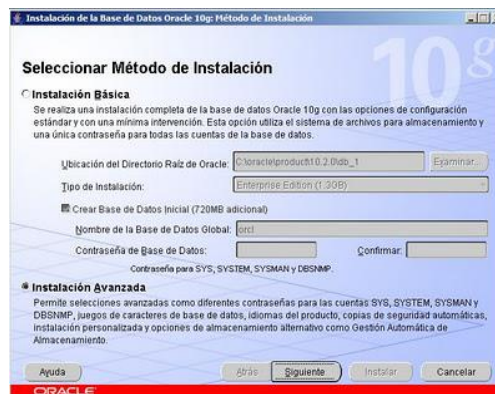 Instalación de la Base de Datos Oracle 10g: Método de Instalación
10g
Seleccionar Método de Instalación
Instalación Básica
Se realiza una instalación completa de la base de datos Oracle 10g con las opciones de configuración
estándar y con una mínima intervención. Esta opción utiliza el sistema de archivos para almacenamiento y
una única contraseña para todas las cuentas de la base de datos.
Ubicación del Directorio Raíz de Oracle: C:\oracle\product\10.2.0\db_1 Examinar...
Tipo de Instalación: Enterprise Edition (1.3GB)
Crear Base de Datos Inicial (720MB adicional)
Nombre de la Base de Datos Global: orcl
Contraseña de Base de Datos: Confirmar:
Contraseña para SYS, SYSTEM, SYSMAN y DBSNMP.
Instalación Avanzada
Permite selecciones avanzadas como diferentes contraseñas para las cuentas SYS, SYSTEM, SYSMAN y
DBSNMP, juegos de caracteres de base de datos, idiomas del producto, copias de seguridad automáticas,
instalación personalizada y opciones de almacenamiento alternativo como Gestión Automática de
Almacenamiento.
Ayuda Atrás Siguiente Instalar Cancelar
ORACLE